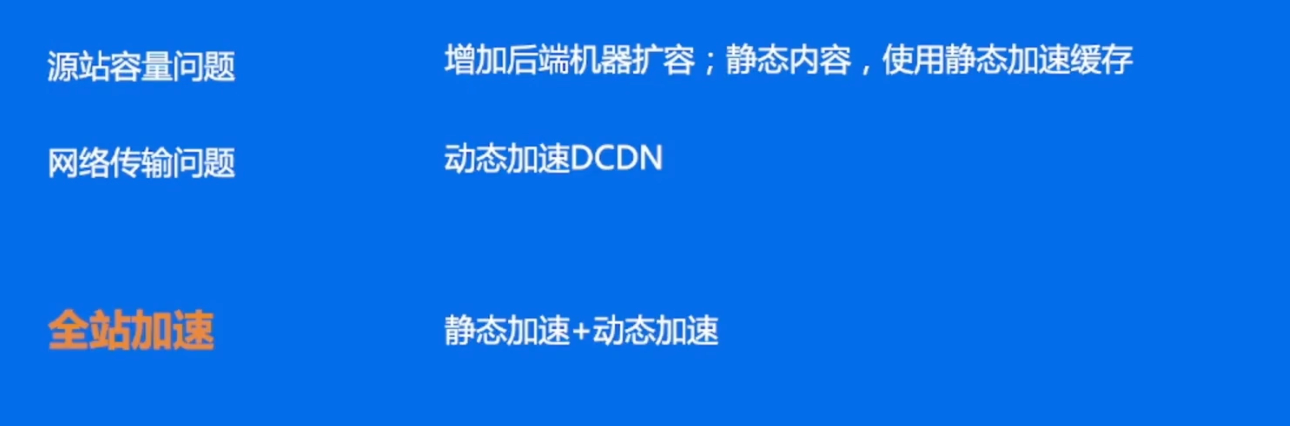 源站容量问题
增加后端机器扩容；静态内容，使用静态加速缓存
网络传输问题
动态加速DCDN
全站加速
静态加速+动态加速